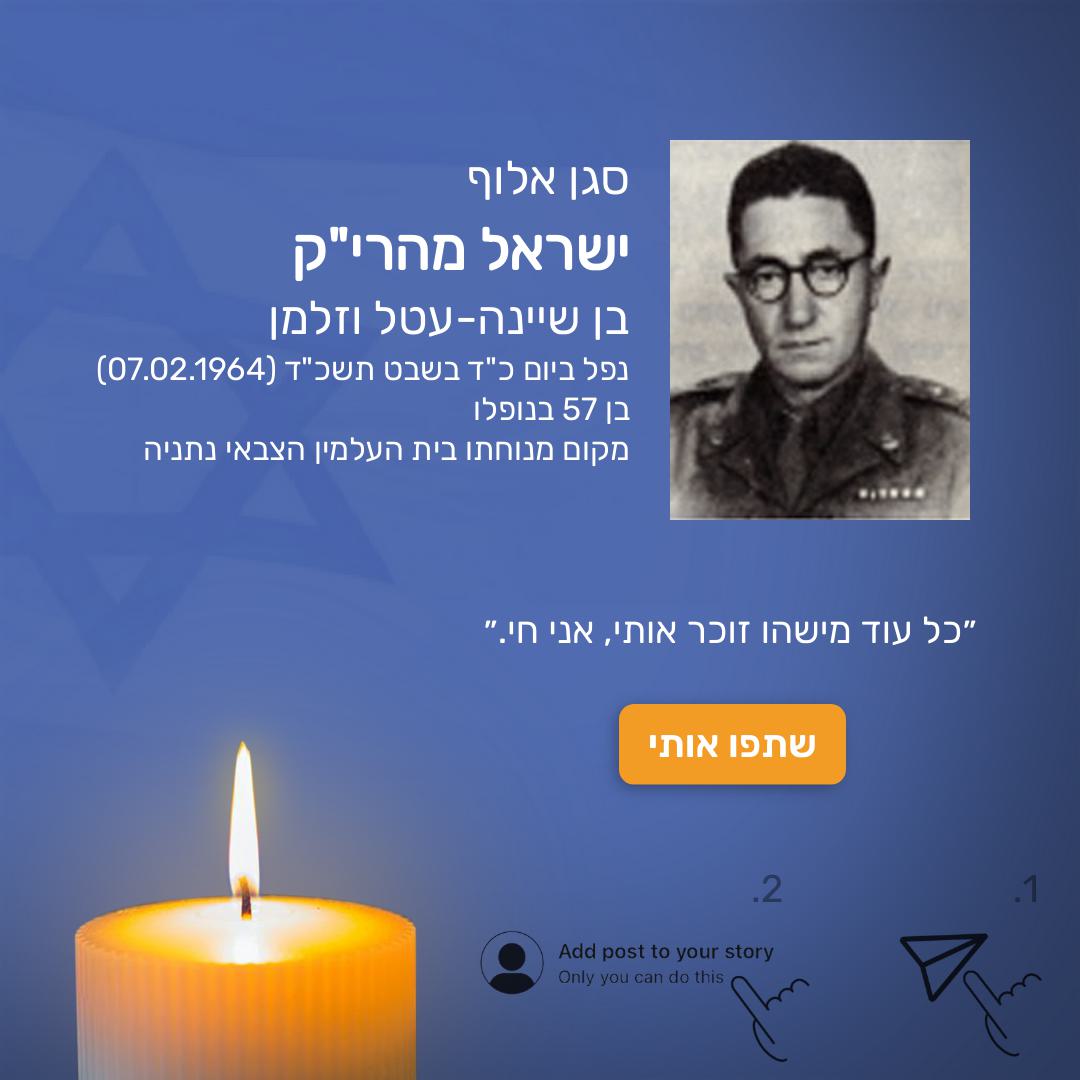 סגן אלוף
ישראל מהרי"ק
בן שיינה-עטל וזלמן
נפל ביום כ"ד בשבט תשכ"ד (07.02.1964)
בן 57 בנופלו
מקום מנוחתו בית העלמין הצבאי נתניה
״כל עוד מישהו זוכר אותי, אני חי.״
שתפו אותי
.1
.2
Add post to your story
Only you can do this